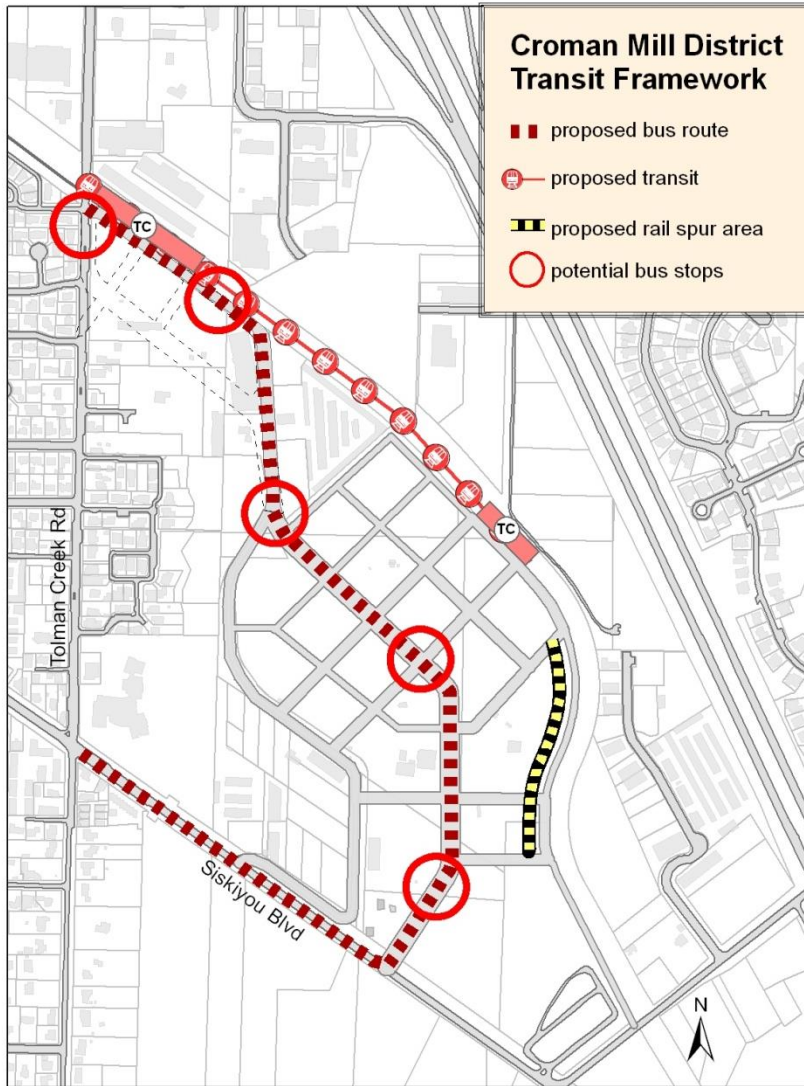 Croman Mill District
Transit Framework
proposed bus route
proposed transit
proposed rail spur area
potential bus stops
TC
TC
Tolman Creek Rd
Siskiyou Blvd
N